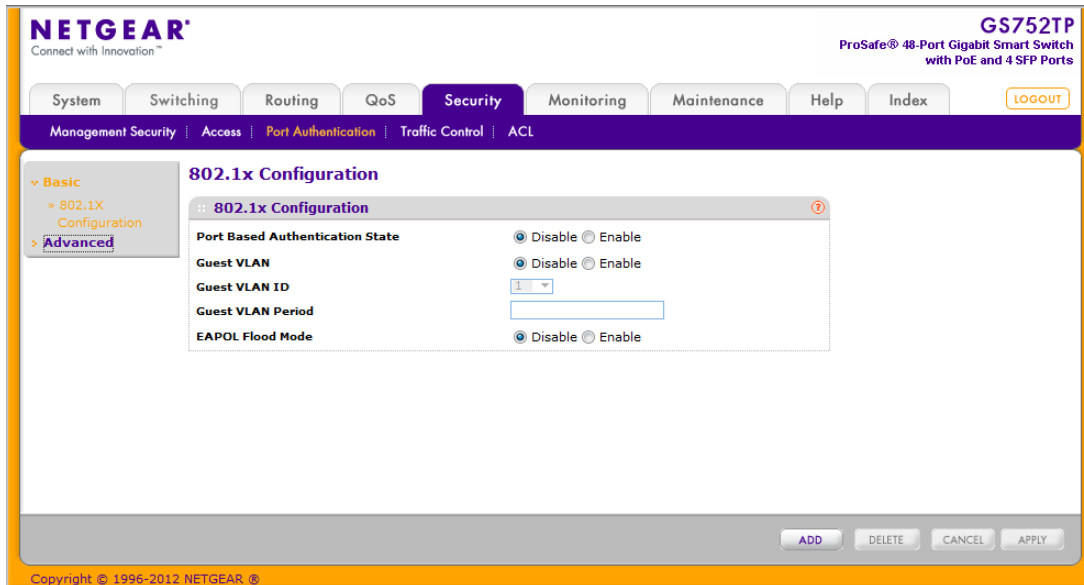 NETGEAR®
Connect with Innovation™
GS752TP
ProSafe® 48-Port Gigabit Smart Switch
with PoE and 4 SFP Ports
System Switching Routing QoS Security Monitoring Maintenance Help Index LOGOUT
Management Security Access Port Authentication Traffic Control ACL
Basic
» 802.1X
Configuration
Advanced
802.1x Configuration
802.1x Configuration ?
Port Based Authentication State Disable Enable
Guest VLAN Disable Enable
Guest VLAN ID 1
Guest VLAN Period
EAPOL Flood Mode Disable Enable
ADD DELETE CANCEL APPLY
Copyright © 1996-2012 NETGEAR ®